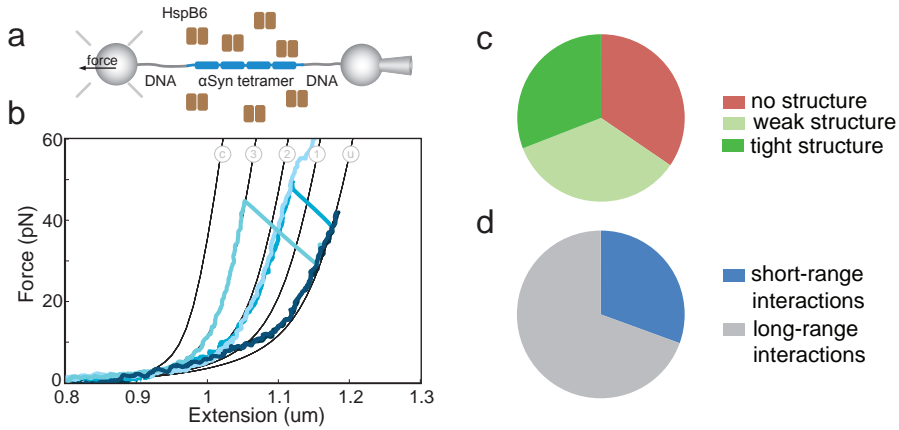 a
HspB6
force
DNA
αSyn tetramer
DNA
b
60
40
20
0
Force (pN)
c
3
2
1
u
0.8
0.9
1
1.1
1.2
1.3
Extension (um)
c
no structure
weak structure
tight structure
d
short-range
interactions
long-range
interactions